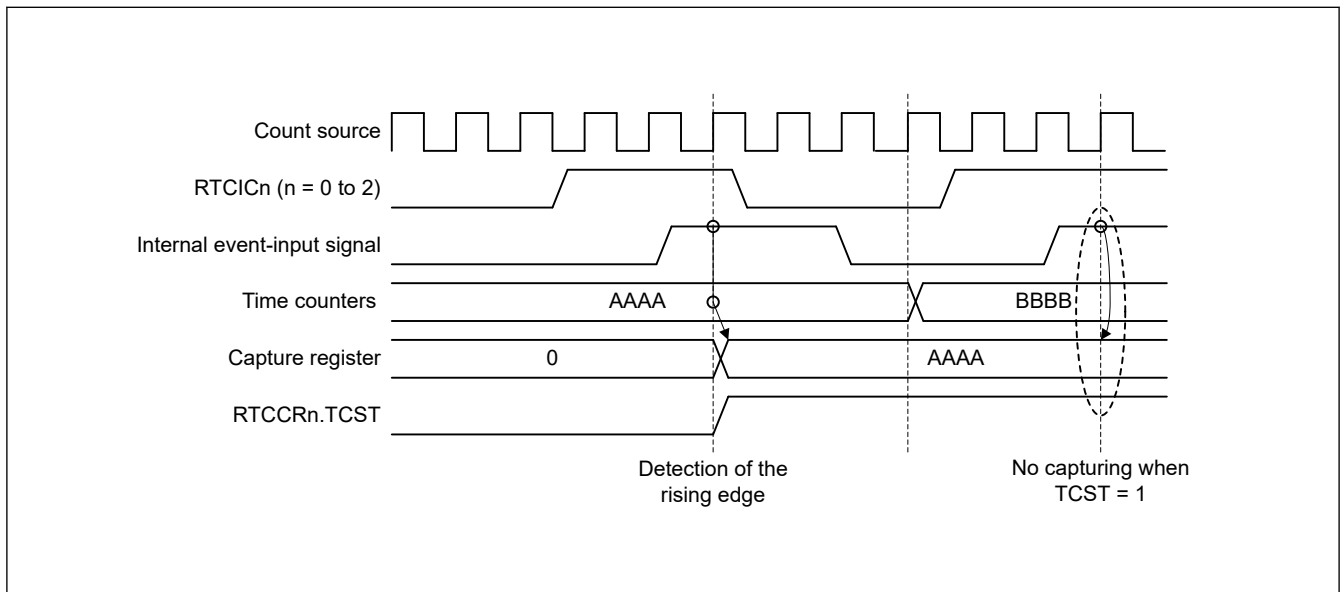 Count source
RTCICn (n = 0 to 2)
Internal event-input signal
Time counters
AAAA
BBBB
Capture register
0
AAAA
RTCCRn.TCST
Detection of the
rising edge
No capturing when
TCST = 1